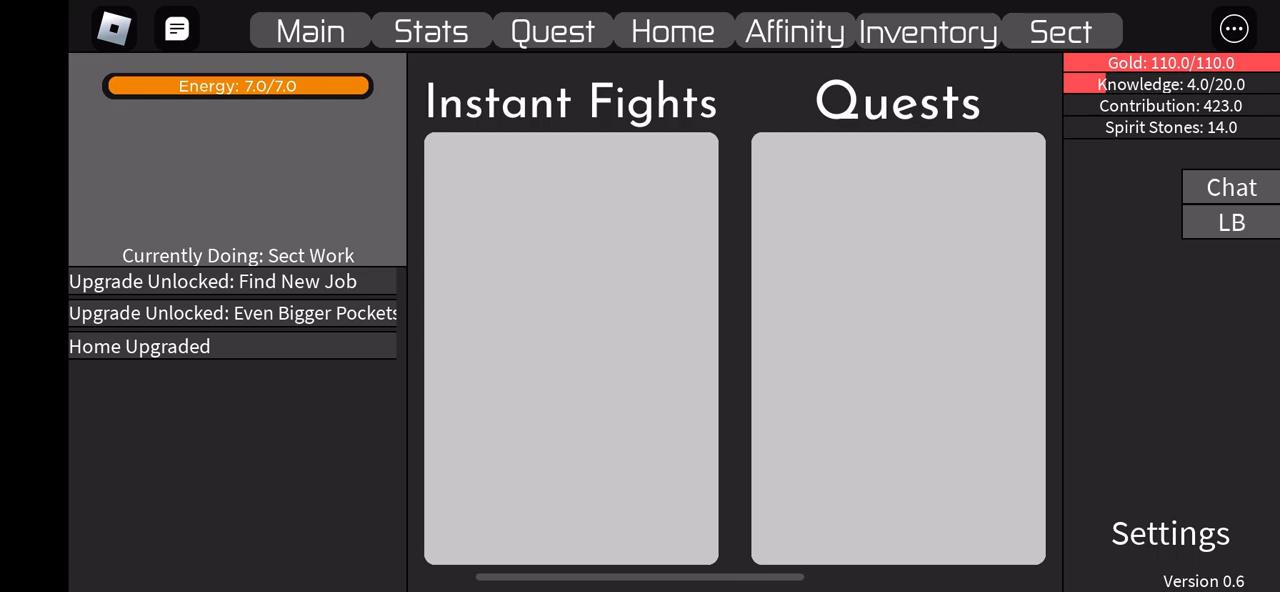 Main Stats Quest Home Affinity Inventory Sect
Energy: 7.0/7.0
Currently Doing: Sect Work
Upgrade Unlocked: Find New Job
Upgrade Unlocked: Even Bigger Pockets
Home Upgraded
Instant Fights
Quests
Gold: 110.0/110.0
Knowledge: 4.0/20.0
Contribution: 423.0
Spirit Stones: 14.0
Chat
LB
Settings
Version 0.6